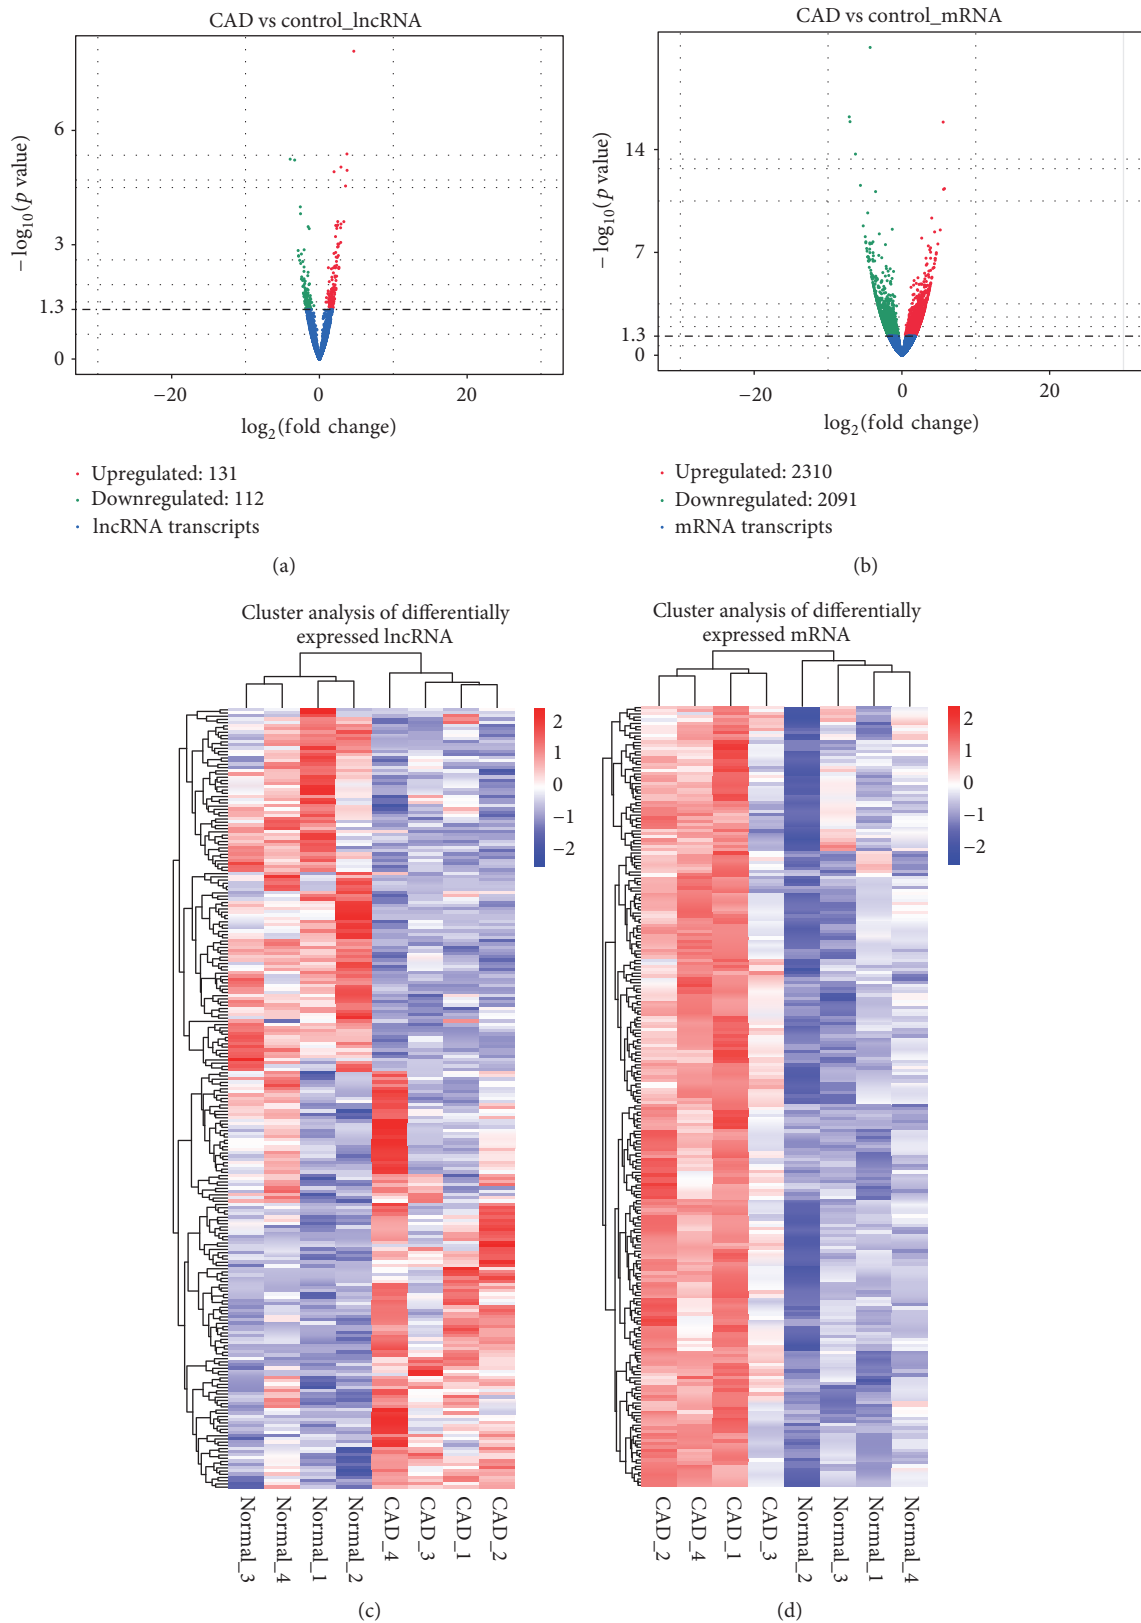 CAD vs control_lncRNA
− log10(p value)
6
3
1.3
0
−20 0 20
log2(fold change)
Upregulated: 131
Downregulated: 112
lncRNA transcripts
(a)
CAD vs control_mRNA
− log10(p value)
14
7
1.3
0
−20 0 20
log2(fold change)
Upregulated: 2310
Downregulated: 2091
mRNA transcripts
(b)
Cluster analysis of differentially
expressed lncRNA
2
1
0
−1
−2
Normal_3
Normal_4
Normal_1
Normal_2
CAD_4
CAD_3
CAD_1
CAD_2
(c)
Cluster analysis of differentially
expressed mRNA
2
1
0
−1
−2
CAD_2
CAD_4
CAD_1
CAD_3
Normal_2
Normal_3
Normal_1
Normal_4
(d)